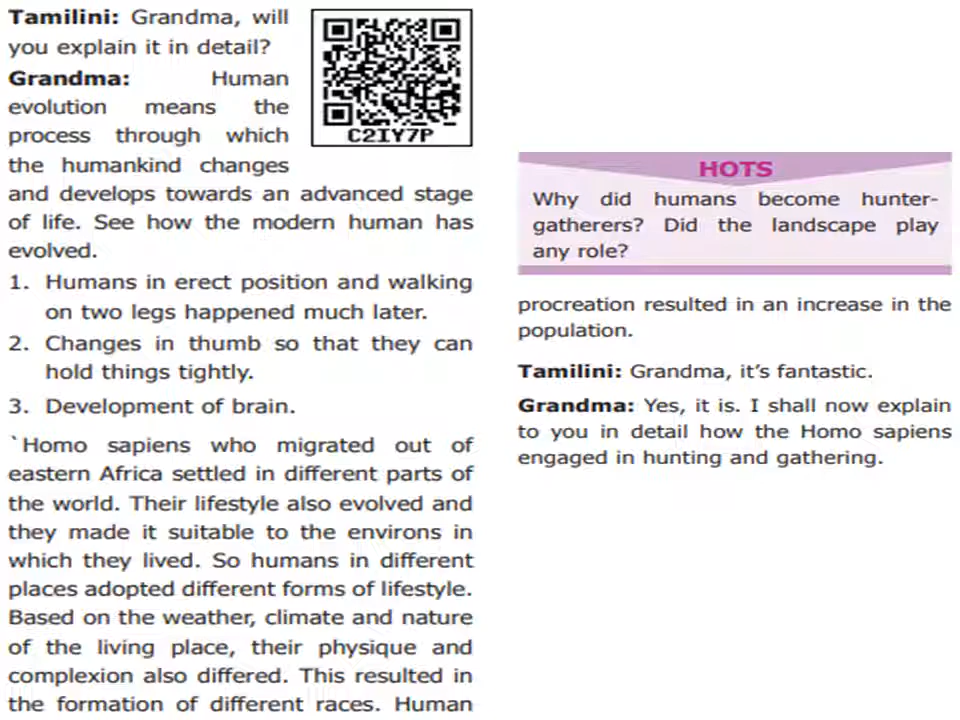 Tamilini: Grandma, will
you explain it in detail?
Grandma: Human
evolution means the
process through which
the humankind changes
and develops towards an advanced stage
of life. See how the modern human has
evolved.
1. Humans in erect position and walking
on two legs happened much later.
2. Changes in thumb so that they can
hold things tightly.
3. Development of brain.
`Homo sapiens who migrated out of
eastern Africa settled in different parts of
the world. Their lifestyle also evolved and
they made it suitable to the environs in
which they lived. So humans in different
places adopted different forms of lifestyle.
Based on the weather, climate and nature
of the living place, their physique and
complexion also differed. This resulted in
the formation of different races. Human
C2IY7P
HOTS
Why did humans become hunter-
gatherers? Did the landscape play
any role?
procreation resulted in an increase in the
population.
Tamilini: Grandma, it's fantastic.
Grandma: Yes, it is. I shall now explain
to you in detail how the Homo sapiens
engaged in hunting and gathering.